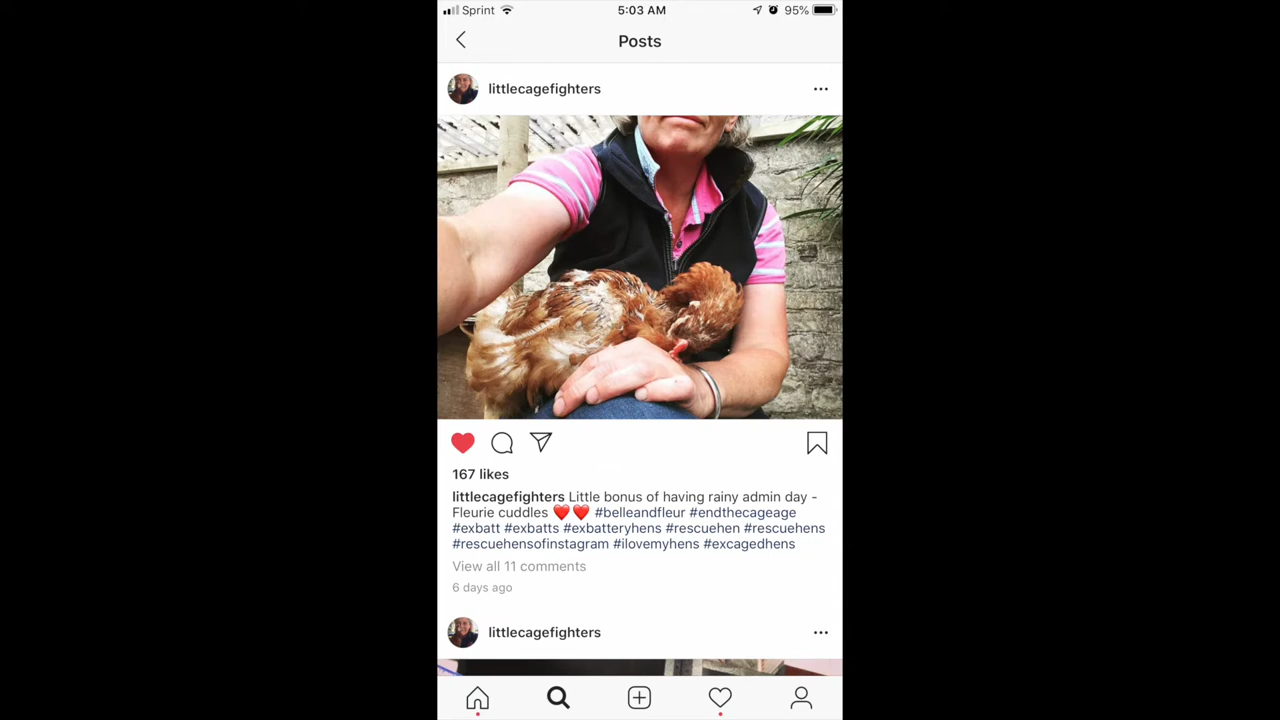 Sprint 5:03 AM 95%
Posts
littlecagefighters
167 likes
littlecagefighters Little bonus of having rainy admin day -
Fleurie cuddles ❤️❤️ #belleandfleur #endthecageage
#exbatt #exbatts #exbatteryhens #rescuehen #rescuehens
#rescuehensofinstagram #ilovemyhens #excagedhens
View all 11 comments
6 days ago
littlecagefighters